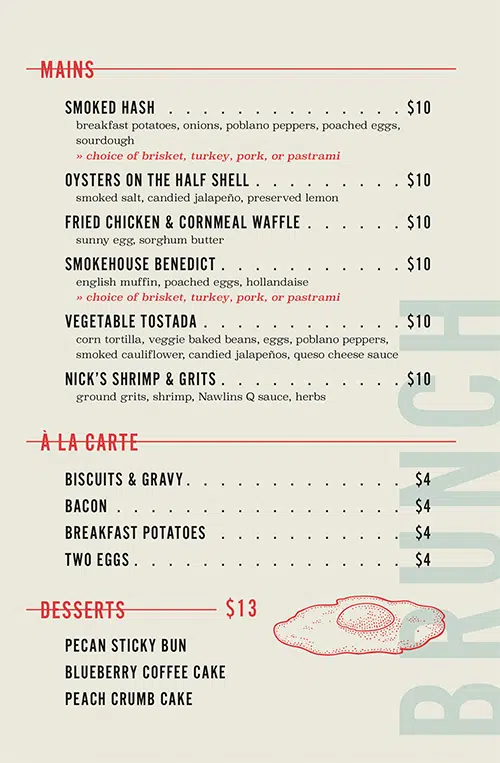 MAINS
SMOKED HASH . . . . . . . . . . . . . . $10
breakfast potatoes, onions, poblano peppers, poached eggs,
sourdough
» choice of brisket, turkey, pork, or pastrami
OYSTERS ON THE HALF SHELL . . . . . . . . . $10
smoked salt, candied jalapeño, preserved lemon
FRIED CHICKEN & CORNMEAL WAFFLE . . . . . . $10
sunny egg, sorghum butter
SMOKEHOUSE BENEDICT . . . . . . . . . . . $10
english muffin, poached eggs, hollandaise
» choice of brisket, turkey, pork, or pastrami
VEGETABLE TOSTADA . . . . . . . . . . . . $10
corn tortilla, veggie baked beans, eggs, poblano peppers,
smoked cauliflower, candied jalapeños, queso cheese sauce
NICK'S SHRIMP & GRITS . . . . . . . . . . . $10
ground grits, shrimp, Nawlins Q sauce, herbs
À LA CARTE
BISCUITS & GRAVY . . . . . . . . . . . . . $4
BACON . . . . . . . . . . . . . . . . . $4
BREAKFAST POTATOES . . . . . . . . . . . $4
TWO EGGS . . . . . . . . . . . . . . . . $4
DESSERTS $13
PECAN STICKY BUN
BLUEBERRY COFFEE CAKE
PEACH CRUMB CAKE
BRUNCH